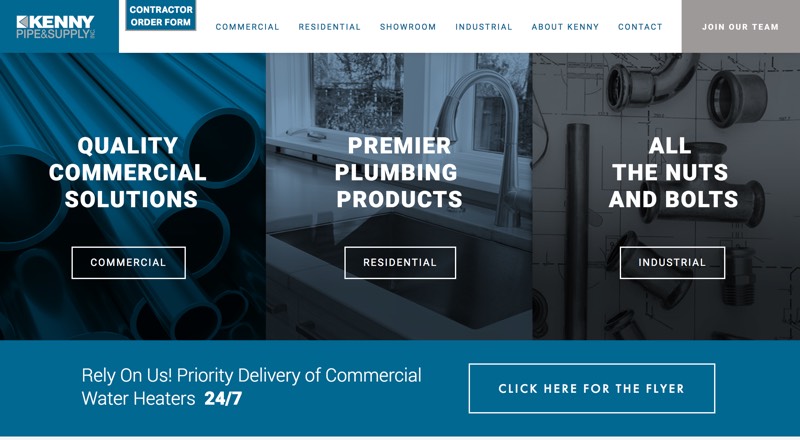 KENNY
PIPE&SUPPLY INC
CONTRACTOR
ORDER FORM
COMMERCIAL
RESIDENTIAL
SHOWROOM
INDUSTRIAL
ABOUT KENNY
CONTACT
JOIN OUR TEAM
QUALITY
COMMERCIAL
SOLUTIONS
COMMERCIAL
PREMIER
PLUMBING
PRODUCTS
RESIDENTIAL
ALL
THE NUTS
AND BOLTS
INDUSTRIAL
Rely On Us! Priority Delivery of Commercial
Water Heaters 24/7
CLICK HERE FOR THE FLYER